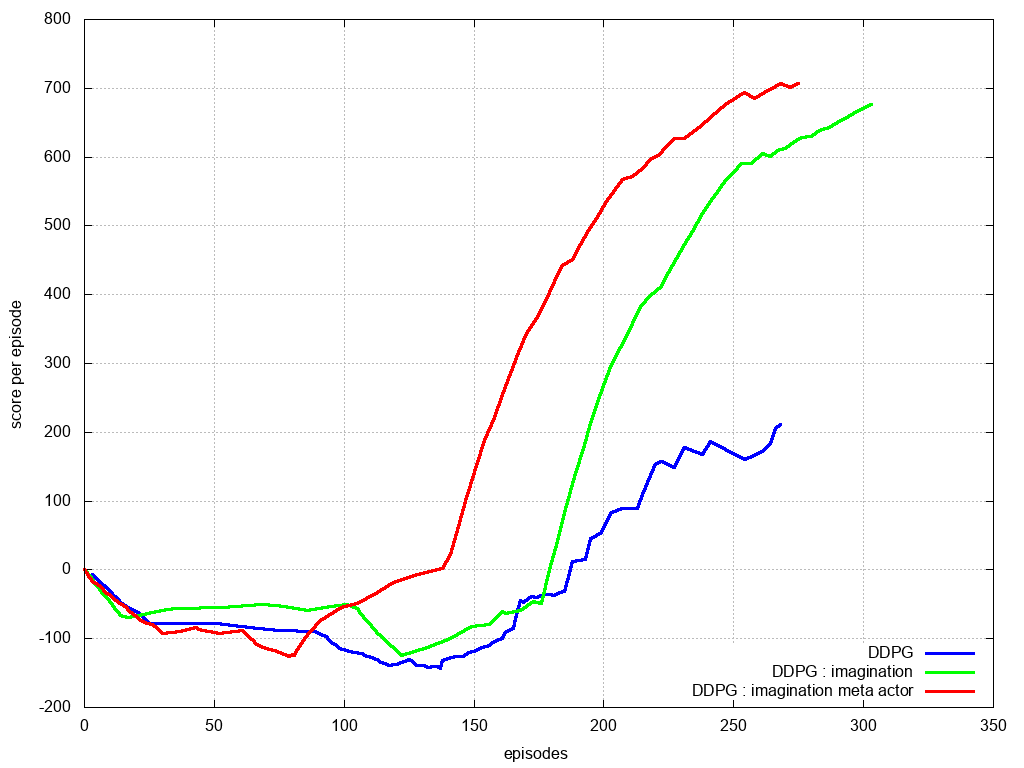 800
700
600
500
400
300
200
100
0
-100
-200
score per episode
DDPG
DDPG : imagination
DDPG : imagination meta actor
0 50 100 150 200 250 300 350
episodes